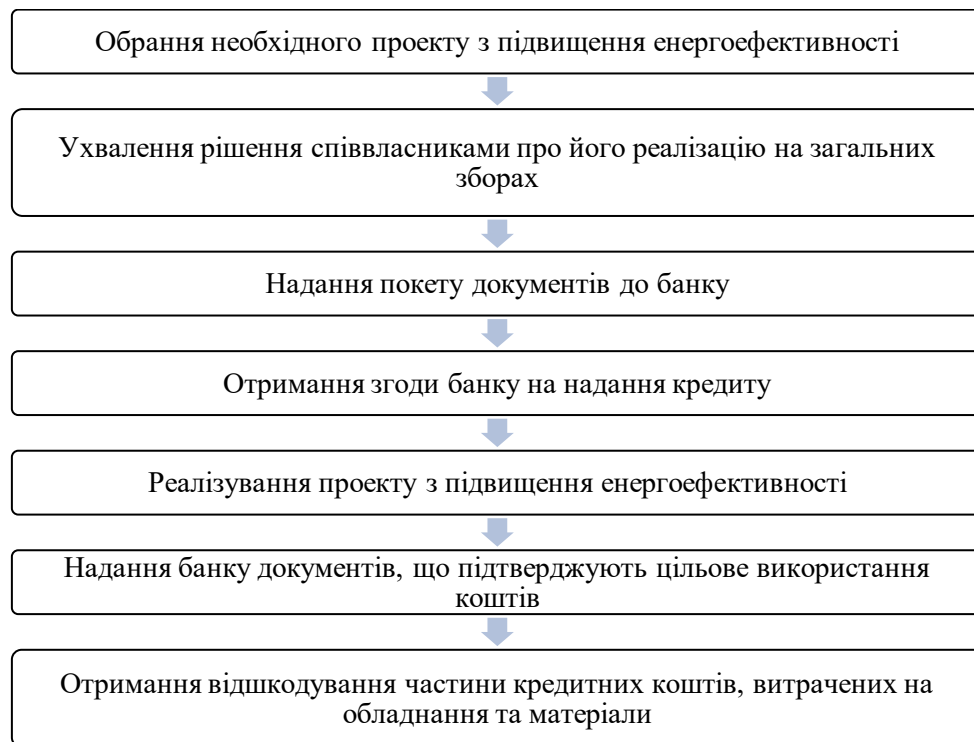 Обрання необхідного проекту з підвищення енергоефективності
Ухвалення рішення співвласниками про його реалізацію на загальних
зборах
Надання покету документів до банку
Отримання згоди банку на надання кредиту
Реалізування проекту з підвищення енергоефективності
Надання банку документів, що підтверджують цільове використання
коштів
Отримання відшкодування частини кредитних коштів, витрачених на
обладнання та матеріали